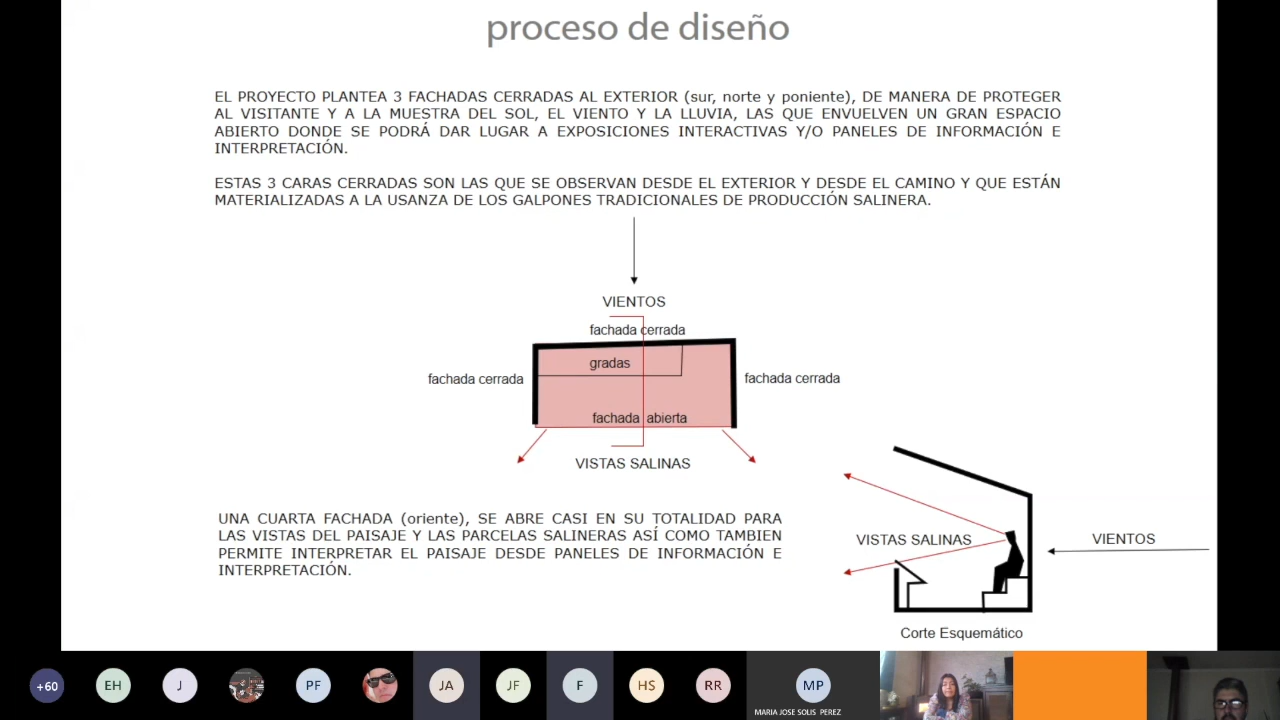 proceso de diseño
EL PROYECTO PLANTEA 3 FACHADAS CERRADAS AL EXTERIOR (sur, norte y poniente), DE MANERA DE PROTEGER
AL VISITANTE Y A LA MUESTRA DEL SOL, EL VIENTO Y LA LLUVIA, LAS QUE ENVUELVEN UN GRAN ESPACIO
ABIERTO DONDE SE PODRÁ DAR LUGAR A EXPOSICIONES INTERACTIVAS Y/O PANELES DE INFORMACIÓN E
INTERPRETACIÓN.
ESTAS 3 CARAS CERRADAS SON LAS QUE SE OBSERVAN DESDE EL EXTERIOR Y DESDE EL CAMINO Y QUE ESTÁN
MATERIALIZADAS A LA USANZA DE LOS GALPONES TRADICIONALES DE PRODUCCIÓN SALINERA.
VIENTOS
fachada cerrada
gradas
fachada cerrada
fachada cerrada
fachada abierta
VISTAS SALINAS
UNA CUARTA FACHADA (oriente), SE ABRE CASI EN SU TOTALIDAD PARA
LAS VISTAS DEL PAISAJE Y LAS PARCELAS SALINERAS ASÍ COMO TAMBIEN
PERMITE INTERPRETAR EL PAISAJE DESDE PANELES DE INFORMACIÓN E
INTERPRETACIÓN.
VISTAS SALINAS
VIENTOS
Corte Esquemático
+60
EH
J
PF
JA
JF
F
HS
RR
MP
MARIA JOSE SOLIS PEREZ